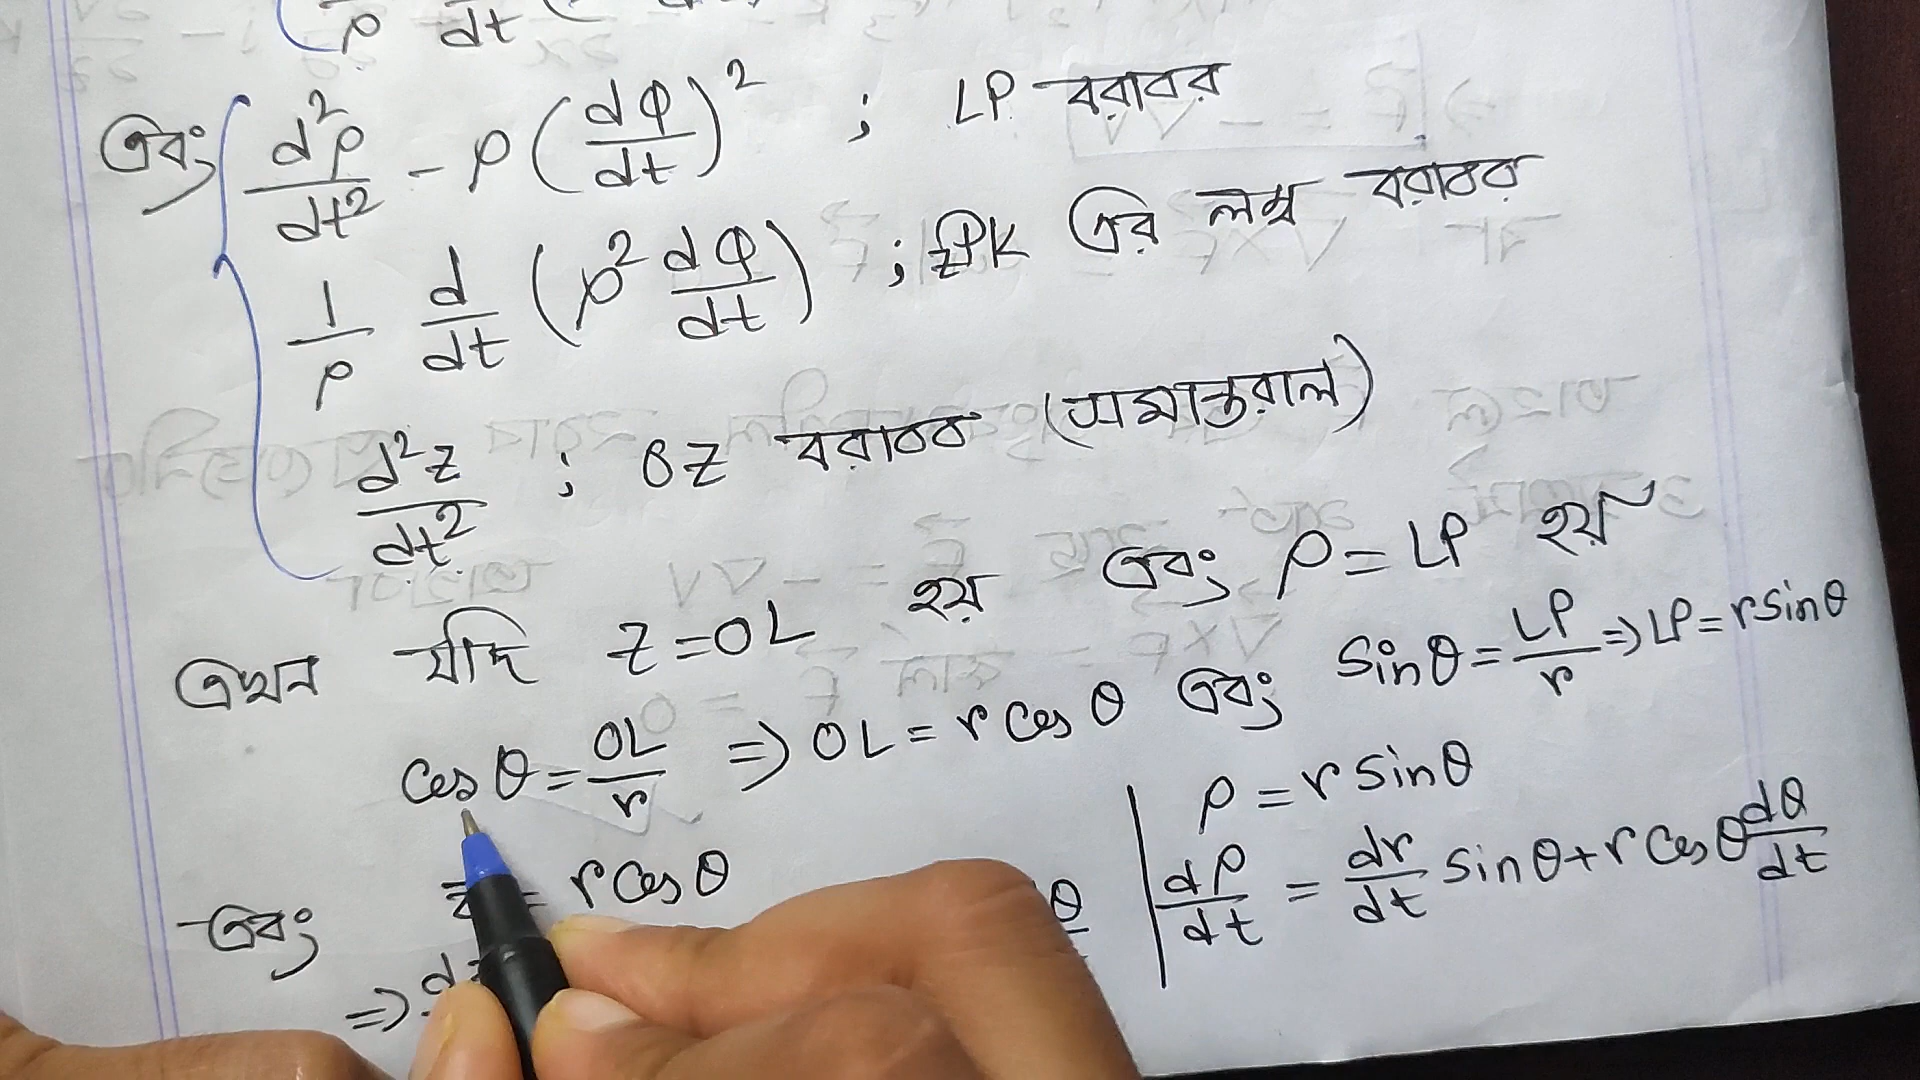 ρ dt
এবং d²ρ/dt² - ρ(dφ/dt)² ; LP বরাবর
1/ρ d/dt (ρ² dφ/dt) ; ZPK এর লম্ব বরাবর
d²z/dt² ; OZ বরাবর (সমান্তরাল)
এখন যদি Z=OL হয় এবং ρ = LP হয়
cosθ = OL/r ⇒ OL = r cosθ এবং sinθ = LP/r ⇒ LP = r sinθ
এবং z = r cosθ
ρ = r sinθ
θ | dρ/dt = dr/dt sinθ + r cosθ dθ/dt
⇒ d